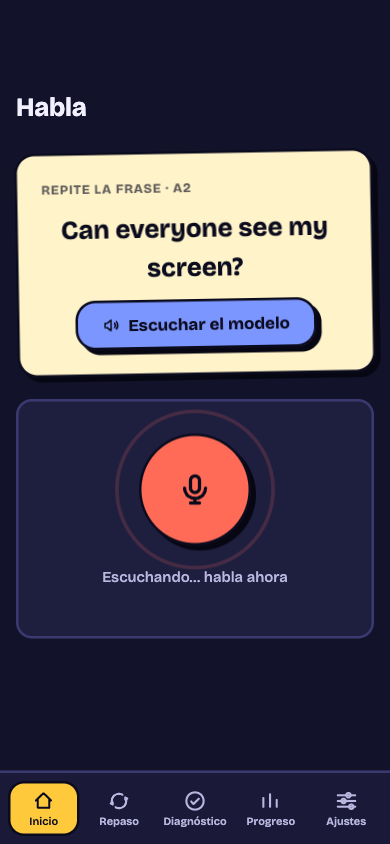 Habla
REPITE LA FRASE · A2
Can everyone see my
screen?
Escuchar el modelo
Escuchando... habla ahora
Inicio
Repaso
Diagnóstico
Progreso
Ajustes